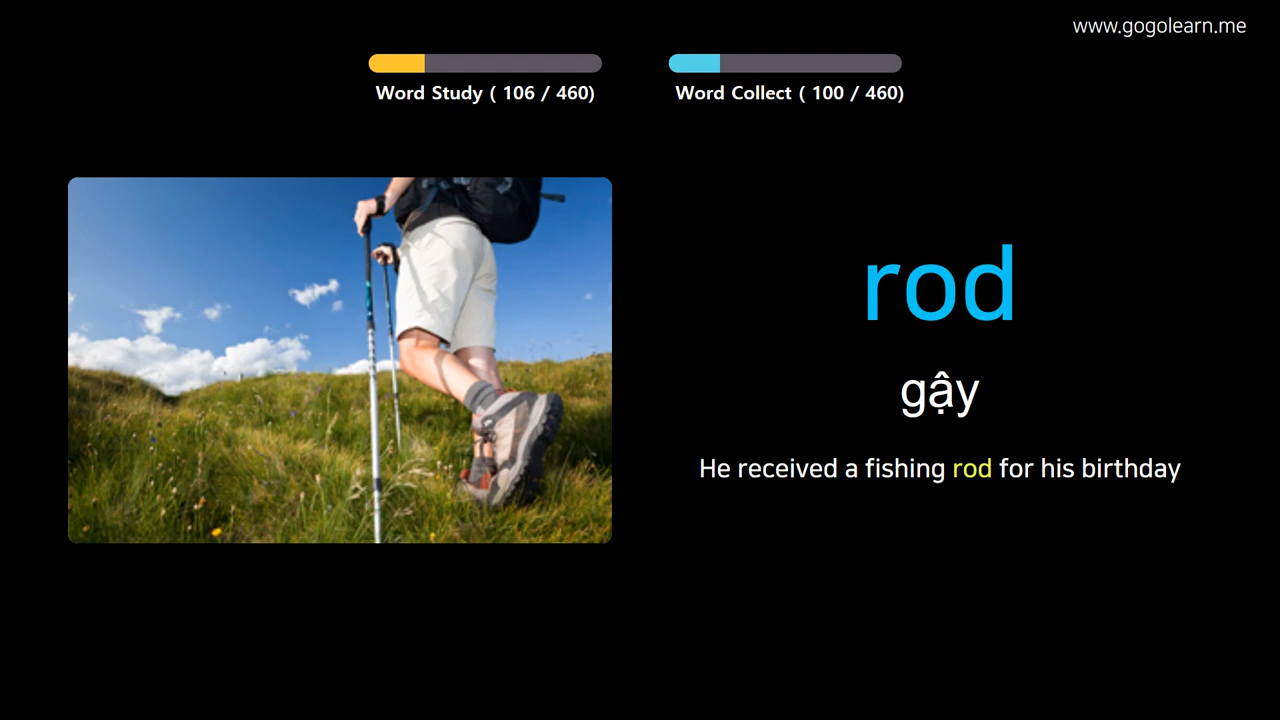 www.gogolearn.me
Word Study ( 106 / 460)
Word Collect ( 100 / 460)
rod
gậy
He received a fishing rod for his birthday